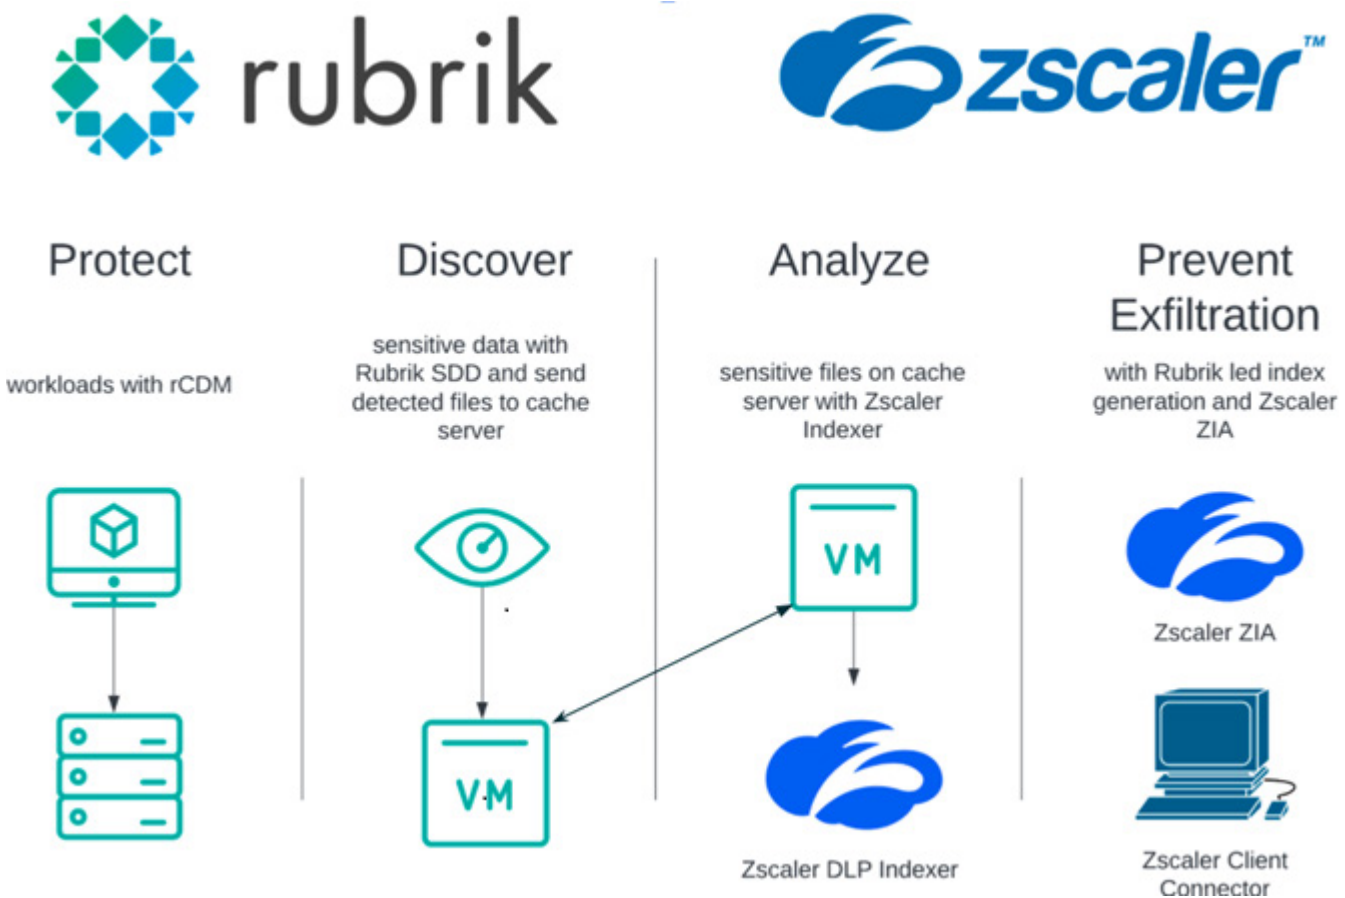 rubrik
zscaler™
Protect
workloads with rCDM
Discover
sensitive data with
Rubrik SDD and send
detected files to cache
server
VM
Analyze
sensitive files on cache
server with Zscaler
Indexer
VM
Zscaler DLP Indexer
Prevent
Exfiltration
with Rubrik led index
generation and Zscaler
ZIA
Zscaler ZIA
Zscaler Client
Connector